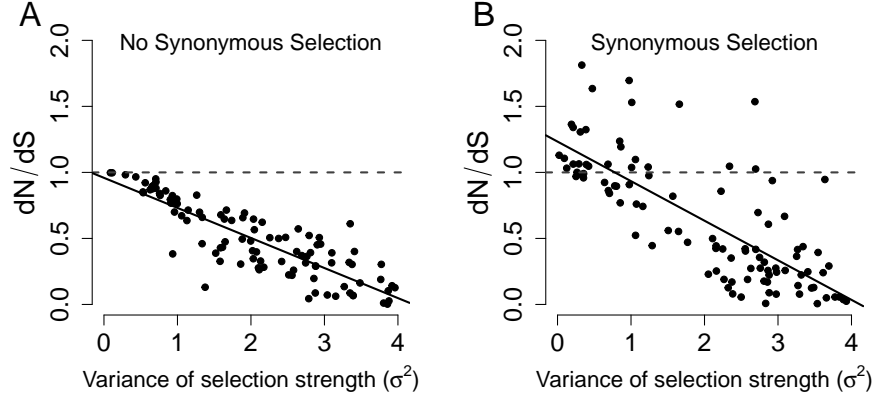 A
No Synonymous Selection
dN/dS
2.0
1.5
1.0
0.5
0.0
0 1 2 3 4
Variance of selection strength (σ²)
B
Synonymous Selection
dN/dS
2.0
1.5
1.0
0.5
0.0
0 1 2 3 4
Variance of selection strength (σ²)